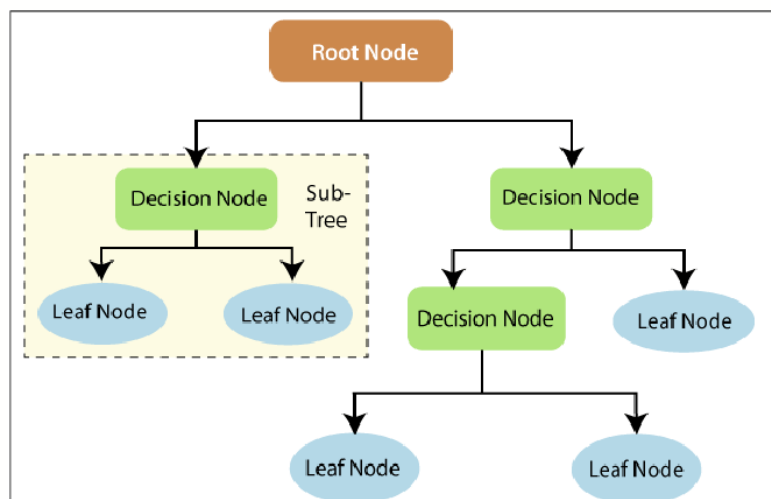 Root Node
Decision Node
Sub-
Tree
Decision Node
Leaf Node
Leaf Node
Decision Node
Leaf Node
Leaf Node
Leaf Node